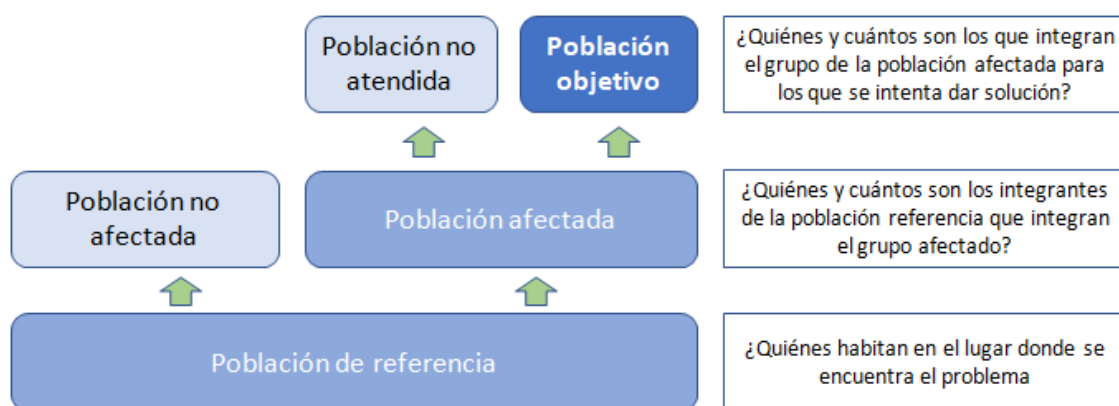 Población no
atendida
Población
objetivo
¿Quiénes y cuántos son los que integran
el grupo de la población afectada para
los que se intenta dar solución?
Población no
afectada
Población afectada
¿Quiénes y cuántos son los integrantes
de la población referencia que integran
el grupo afectado?
Población de referencia
¿Quiénes habitan en el lugar donde se
encuentra el problema